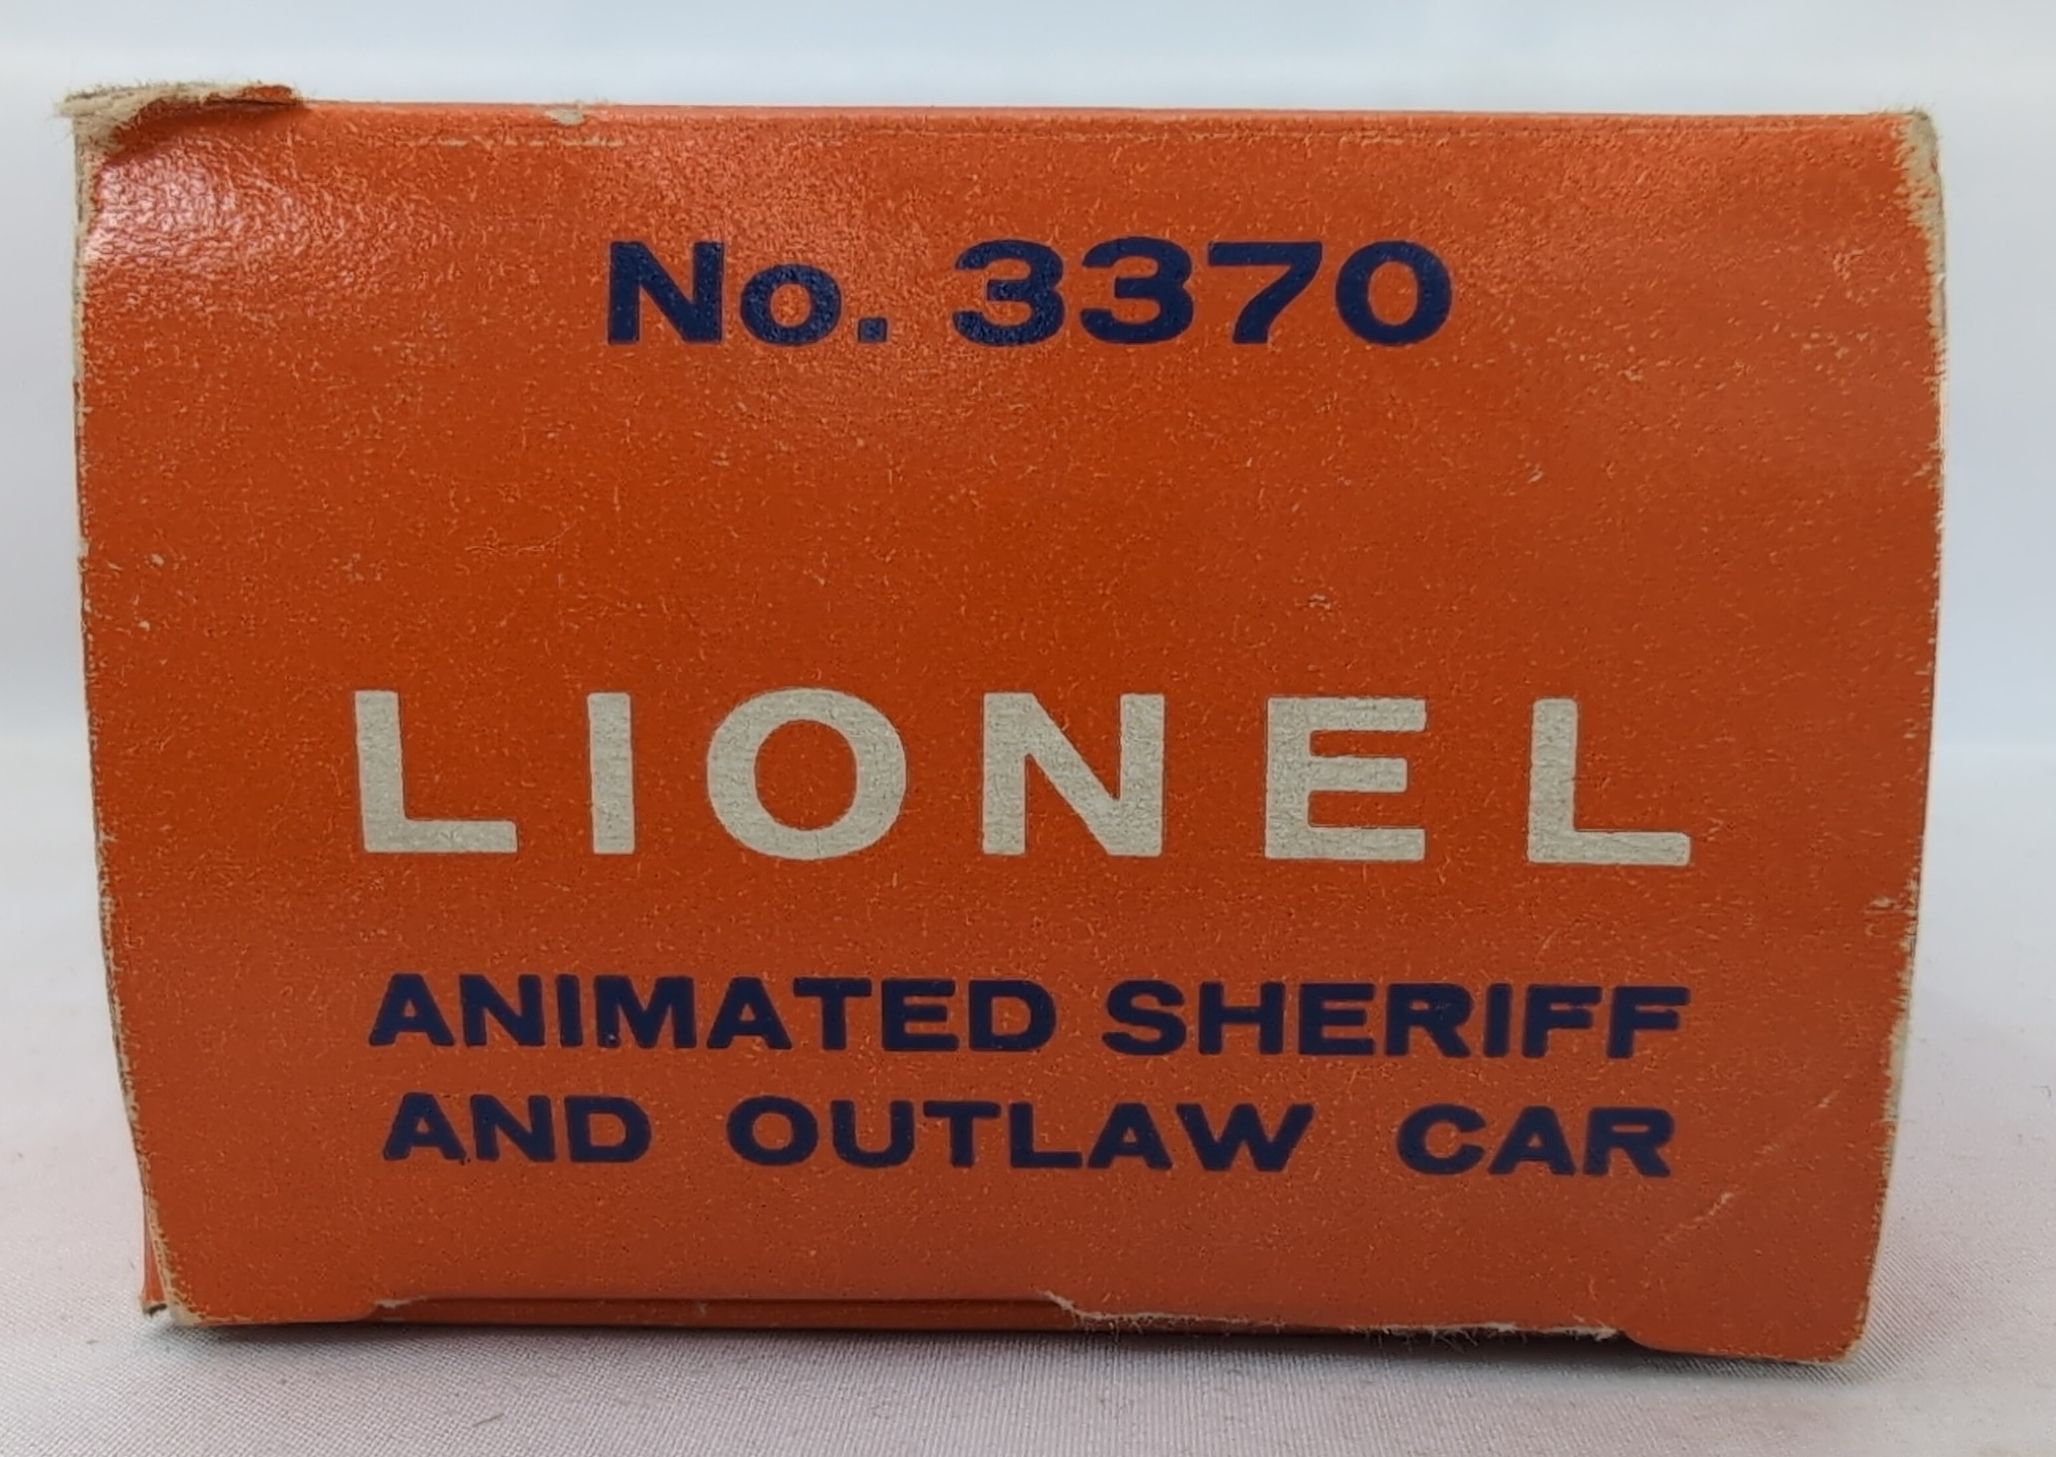 No. 3370
LIONEL
ANIMATED SHERIFF
AND OUTLAW CAR